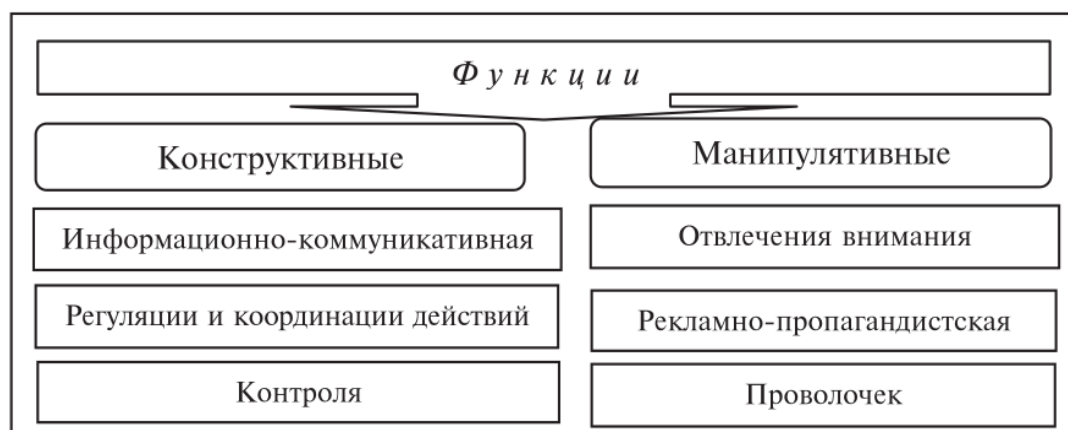 Функции
Конструктивные
Манипулятивные
Информационно-коммуникативная
Отвлечения внимания
Регуляции и координации действий
Рекламно-пропагандистская
Контроля
Проволочек